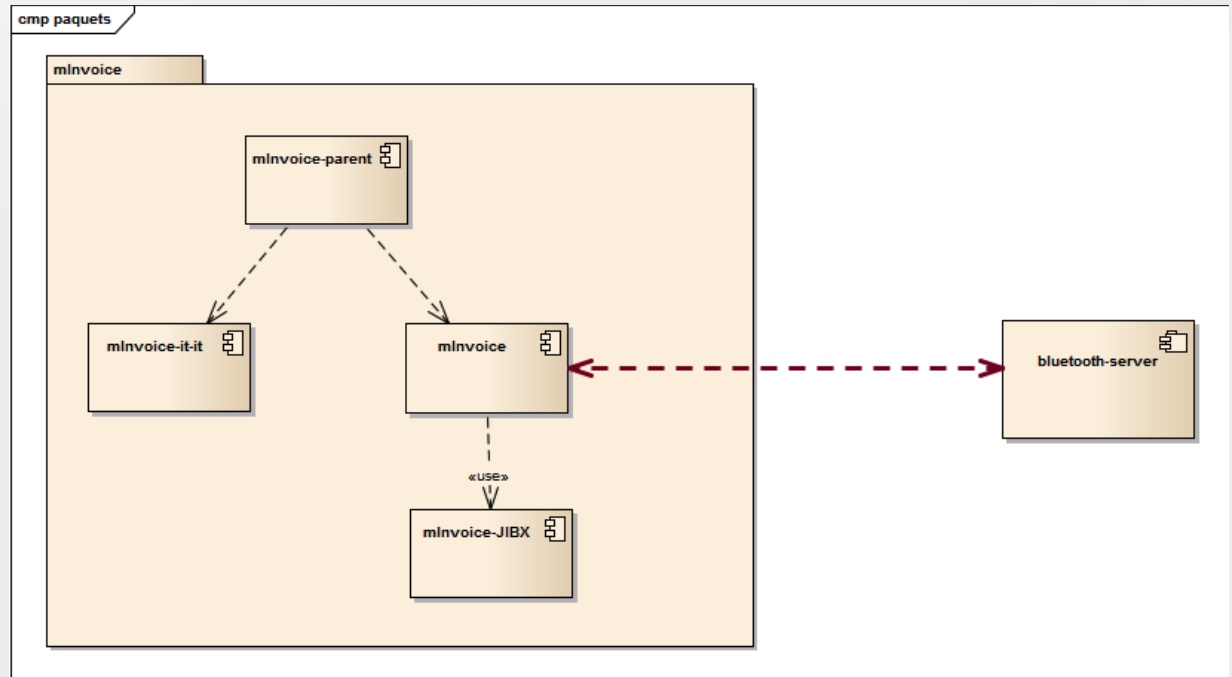 cmp paquets
mInvoice
mInvoice-parent
mInvoice-it-it
mInvoice
bluetooth-server
«use»
mInvoice-JIBX